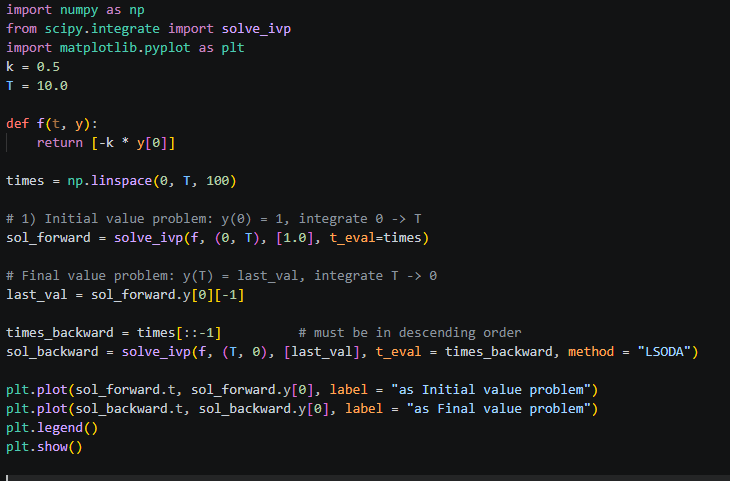 import numpy as np
from scipy.integrate import solve_ivp
import matplotlib.pyplot as plt
k = 0.5
T = 10.0

def f(t, y):
    return [-k * y[0]]

times = np.linspace(0, T, 100)

# 1) Initial value problem: y(0) = 1, integrate 0 -> T
sol_forward = solve_ivp(f, (0, T), [1.0], t_eval=times)

# Final value problem: y(T) = last_val, integrate T -> 0
last_val = sol_forward.y[0][-1]

times_backward = times[::-1]          # must be in descending order
sol_backward = solve_ivp(f, (T, 0), [last_val], t_eval = times_backward, method = "LSODA")

plt.plot(sol_forward.t, sol_forward.y[0], label = "as Initial value problem")
plt.plot(sol_backward.t, sol_backward.y[0], label = "as Final value problem")
plt.legend()
plt.show()